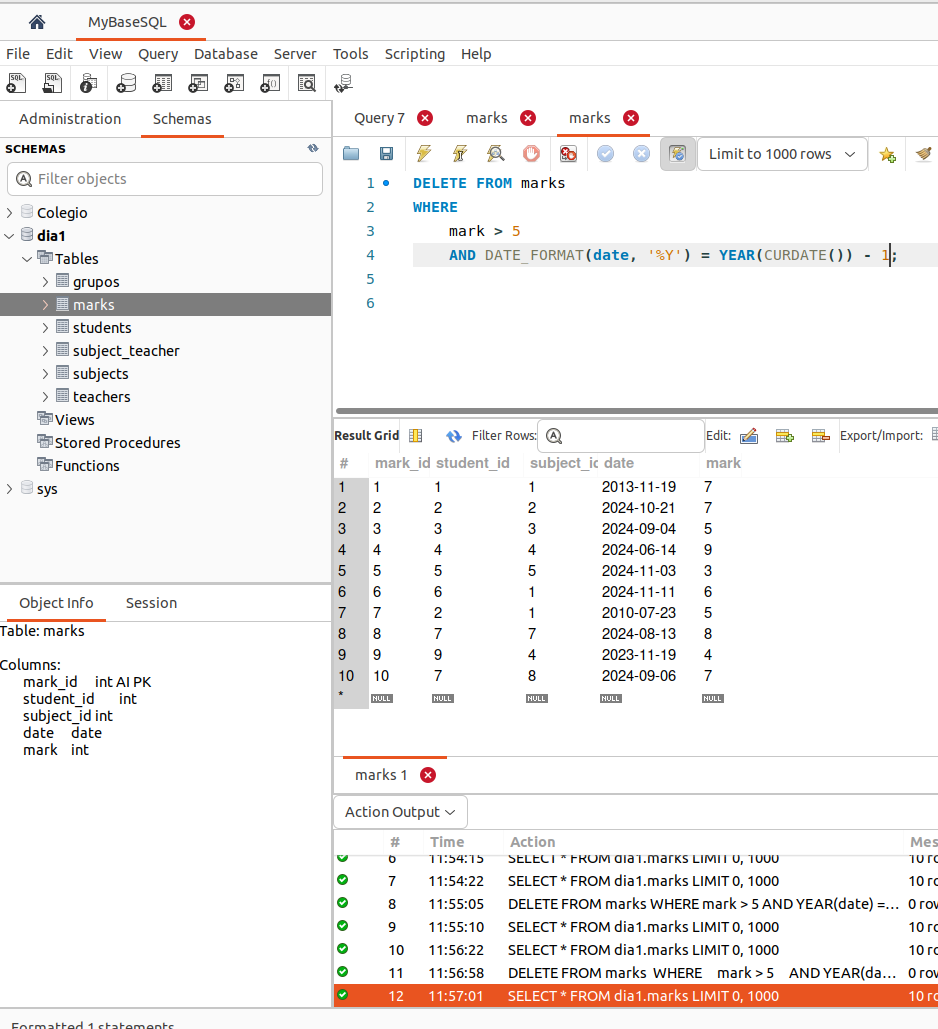 MyBaseSQL
File Edit View Query Database Server Tools Scripting Help
Administration Schemas
SCHEMAS
Filter objects
Colegio
dia1
Tables
grupos
marks
students
subject_teacher
subjects
teachers
Views
Stored Procedures
Functions
sys
Object Info Session
Table: marks
Columns:
mark_id int AI PK
student_id int
subject_id int
date date
mark int
Query 7 marks marks
Limit to 1000 rows
1 DELETE FROM marks
2 WHERE
3 mark > 5
4 AND DATE_FORMAT(date, '%Y') = YEAR(CURDATE()) - 1;
5
6
Result Grid Filter Rows: Edit: Export/Import:
# mark_id student_id subject_ic date mark
1 1 1 1 2013-11-19 7
2 2 2 2 2024-10-21 7
3 3 3 3 2024-09-04 5
4 4 4 4 2024-06-14 9
5 5 5 5 2024-11-03 3
6 6 6 1 2024-11-11 6
7 7 2 1 2010-07-23 5
8 8 7 7 2024-08-13 8
9 9 9 4 2023-11-19 4
10 10 7 8 2024-09-06 7
* NULL NULL NULL NULL NULL
marks 1
Action Output
# Time Action Mes
6 11:54:15 SELECT * FROM dia1.marks LIMIT 0, 1000 10 ro
7 11:54:22 SELECT * FROM dia1.marks LIMIT 0, 1000 10 ro
8 11:55:05 DELETE FROM marks WHERE mark > 5 AND YEAR(date) =... 0 row
9 11:55:10 SELECT * FROM dia1.marks LIMIT 0, 1000 10 ro
10 11:56:22 SELECT * FROM dia1.marks LIMIT 0, 1000 10 ro
11 11:56:58 DELETE FROM marks WHERE mark > 5 AND YEAR(da... 0 row
12 11:57:01 SELECT * FROM dia1.marks LIMIT 0, 1000 10 ro
Formatted 1 statements